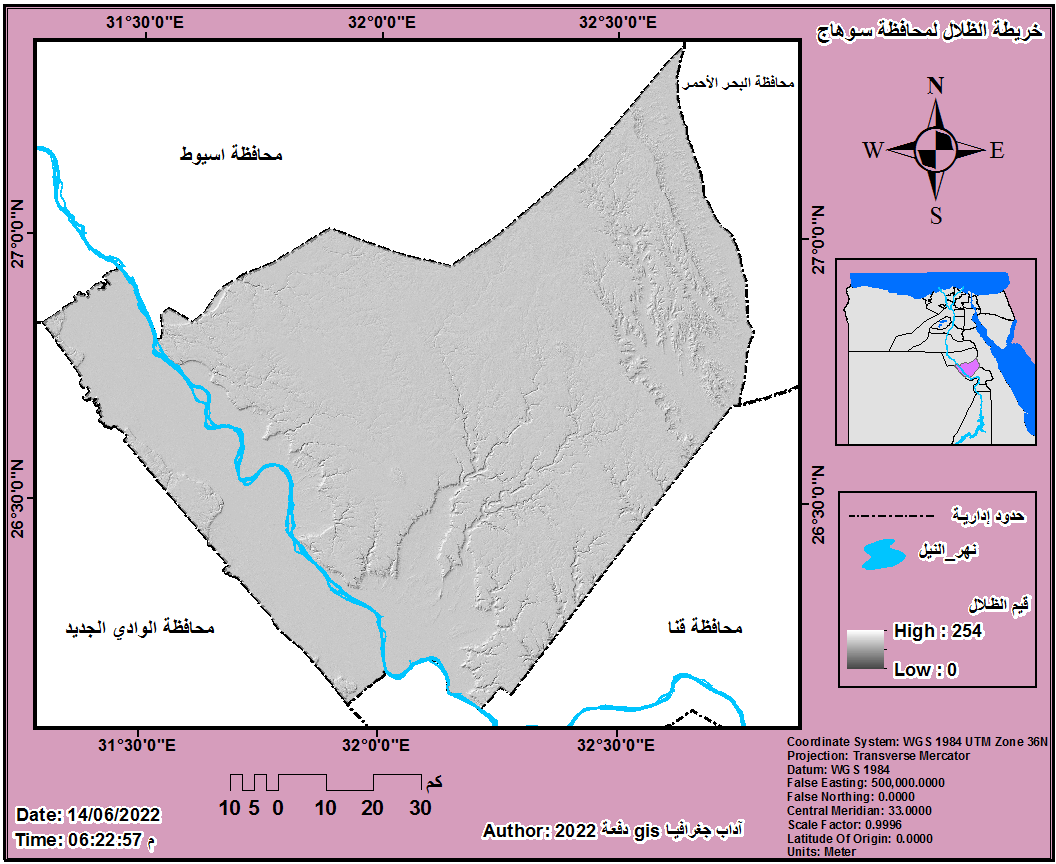 خريطة الظلال لمحافظة سوهاج
31°30'0"E
32°0'0"E
32°30'0"E
محافظة البحر الأحمر
محافظة اسيوط
N
W
E
S
27°0'0"N
27°0'0"N
26°30'0"N
26°30'0"N
حدود إدارية
نهر_النيل
قيم الظلال
High : 254
Low : 0
محافظة الوادي الجديد
محافظة قنا
31°30'0"E
32°0'0"E
32°30'0"E
كم
10 5 0 10 20 30
Coordinate System: WGS 1984 UTM Zone 36N
Projection: Transverse Mercator
Datum: WGS 1984
False Easting: 500,000.0000
False Northing: 0.0000
Central Meridian: 33.0000
Scale Factor: 0.9996
Latitude Of Origin: 0.0000
Units: Meter
Date: 14/06/2022
Time: 06:22:57 م
Author: 2022 آداب جغرافيا gis دفعة